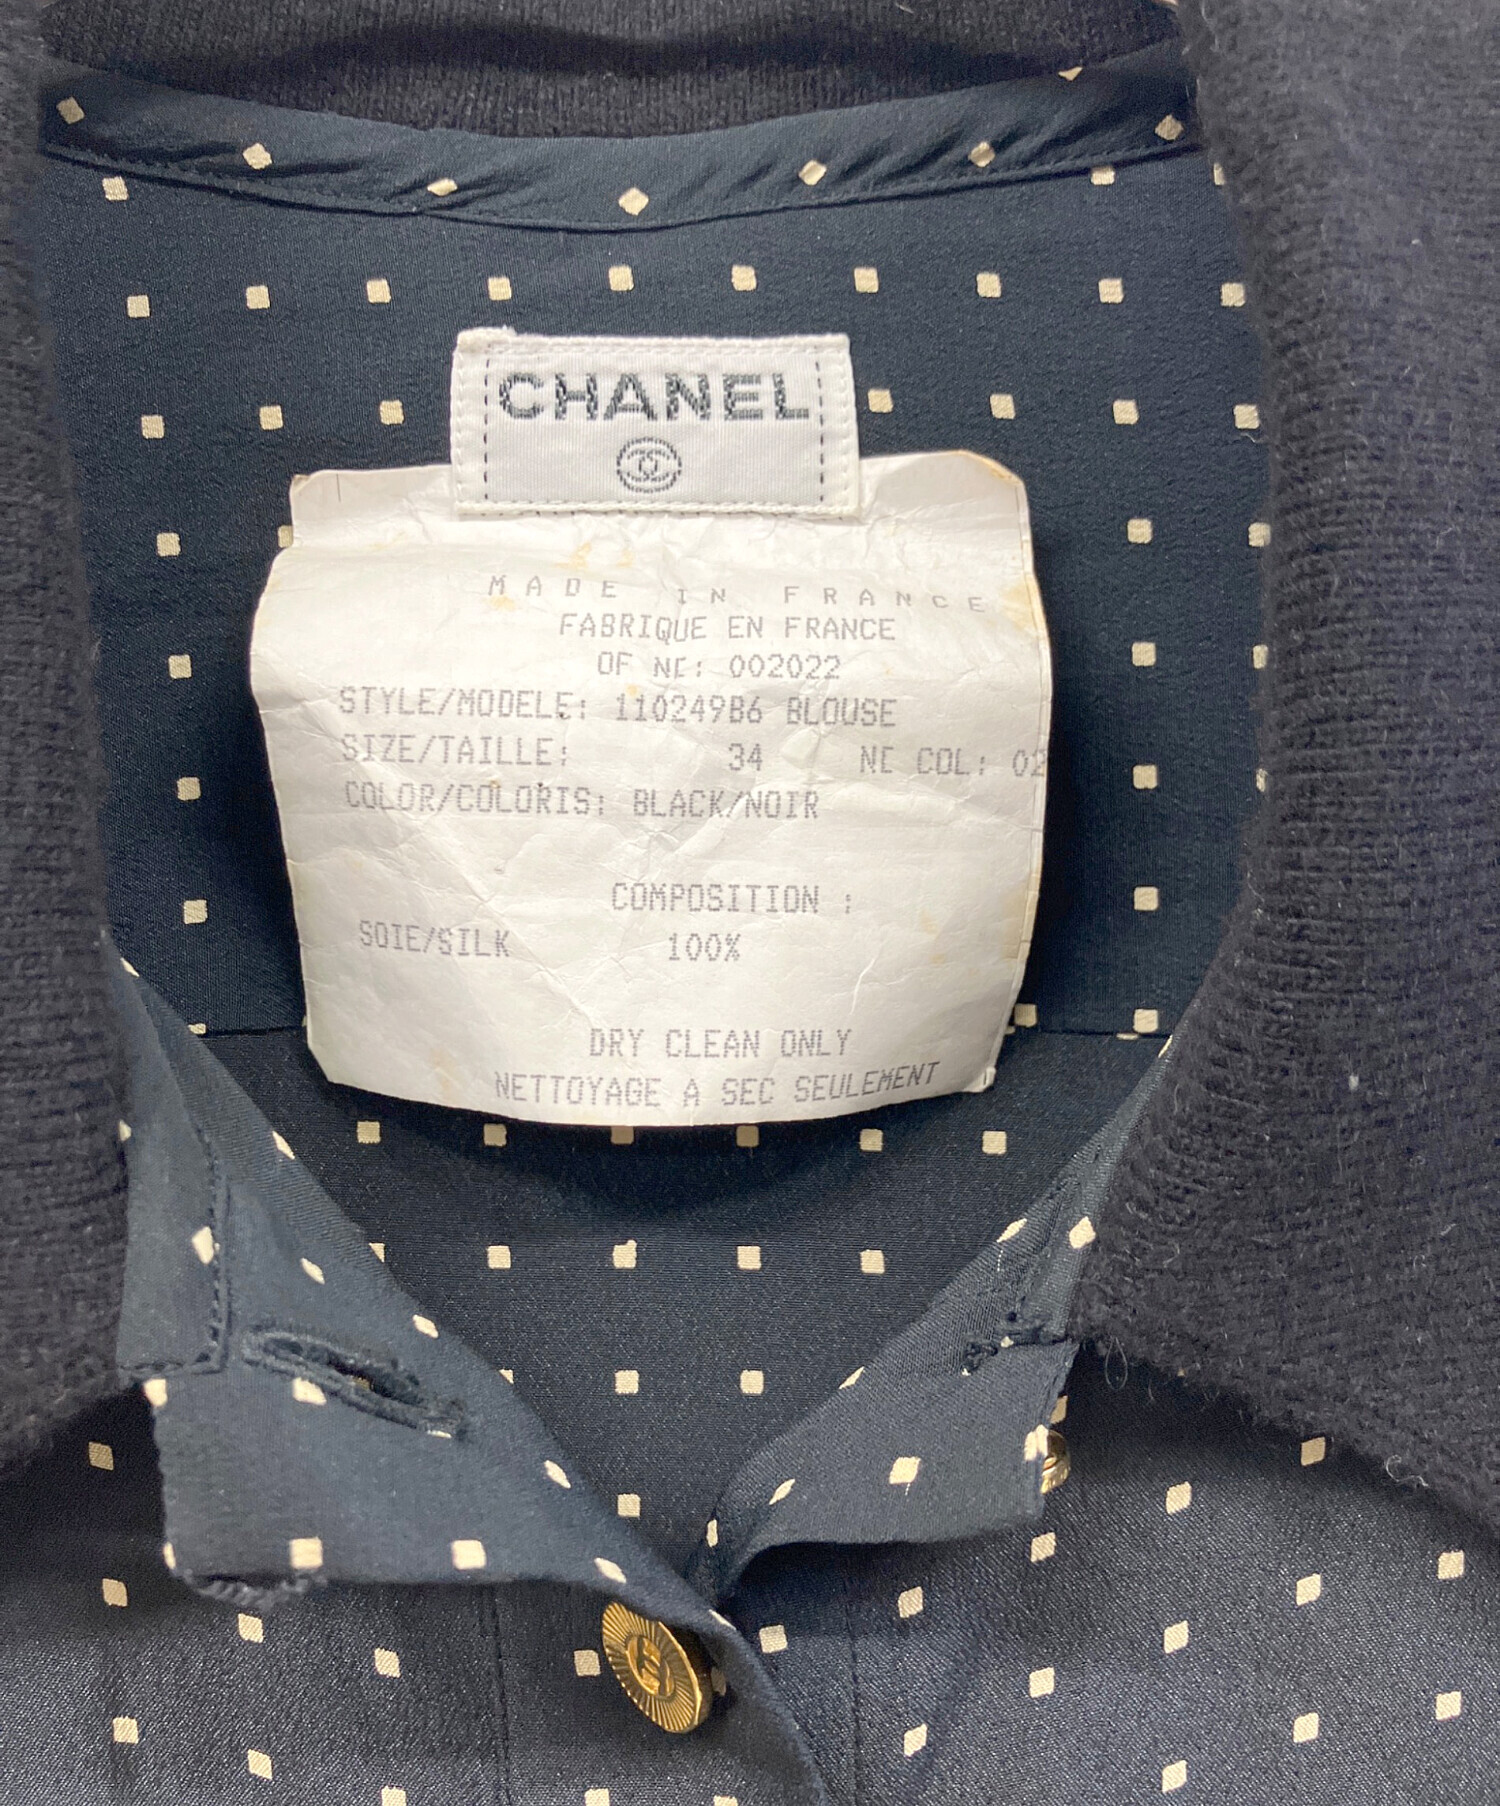 CHANEL
MADE IN FRANCE
FABRIQUE EN FRANCE
OF NC: 002022
STYLE/MODELE: 110249B6 BLOUSE
SIZE/TAILLE: 34 NC COL: 02
COLOR/COLORIS: BLACK/NOIR
COMPOSITION :
SOIE/SILK 100%
DRY CLEAN ONLY
NETTOYAGE A SEC SEULEMENT